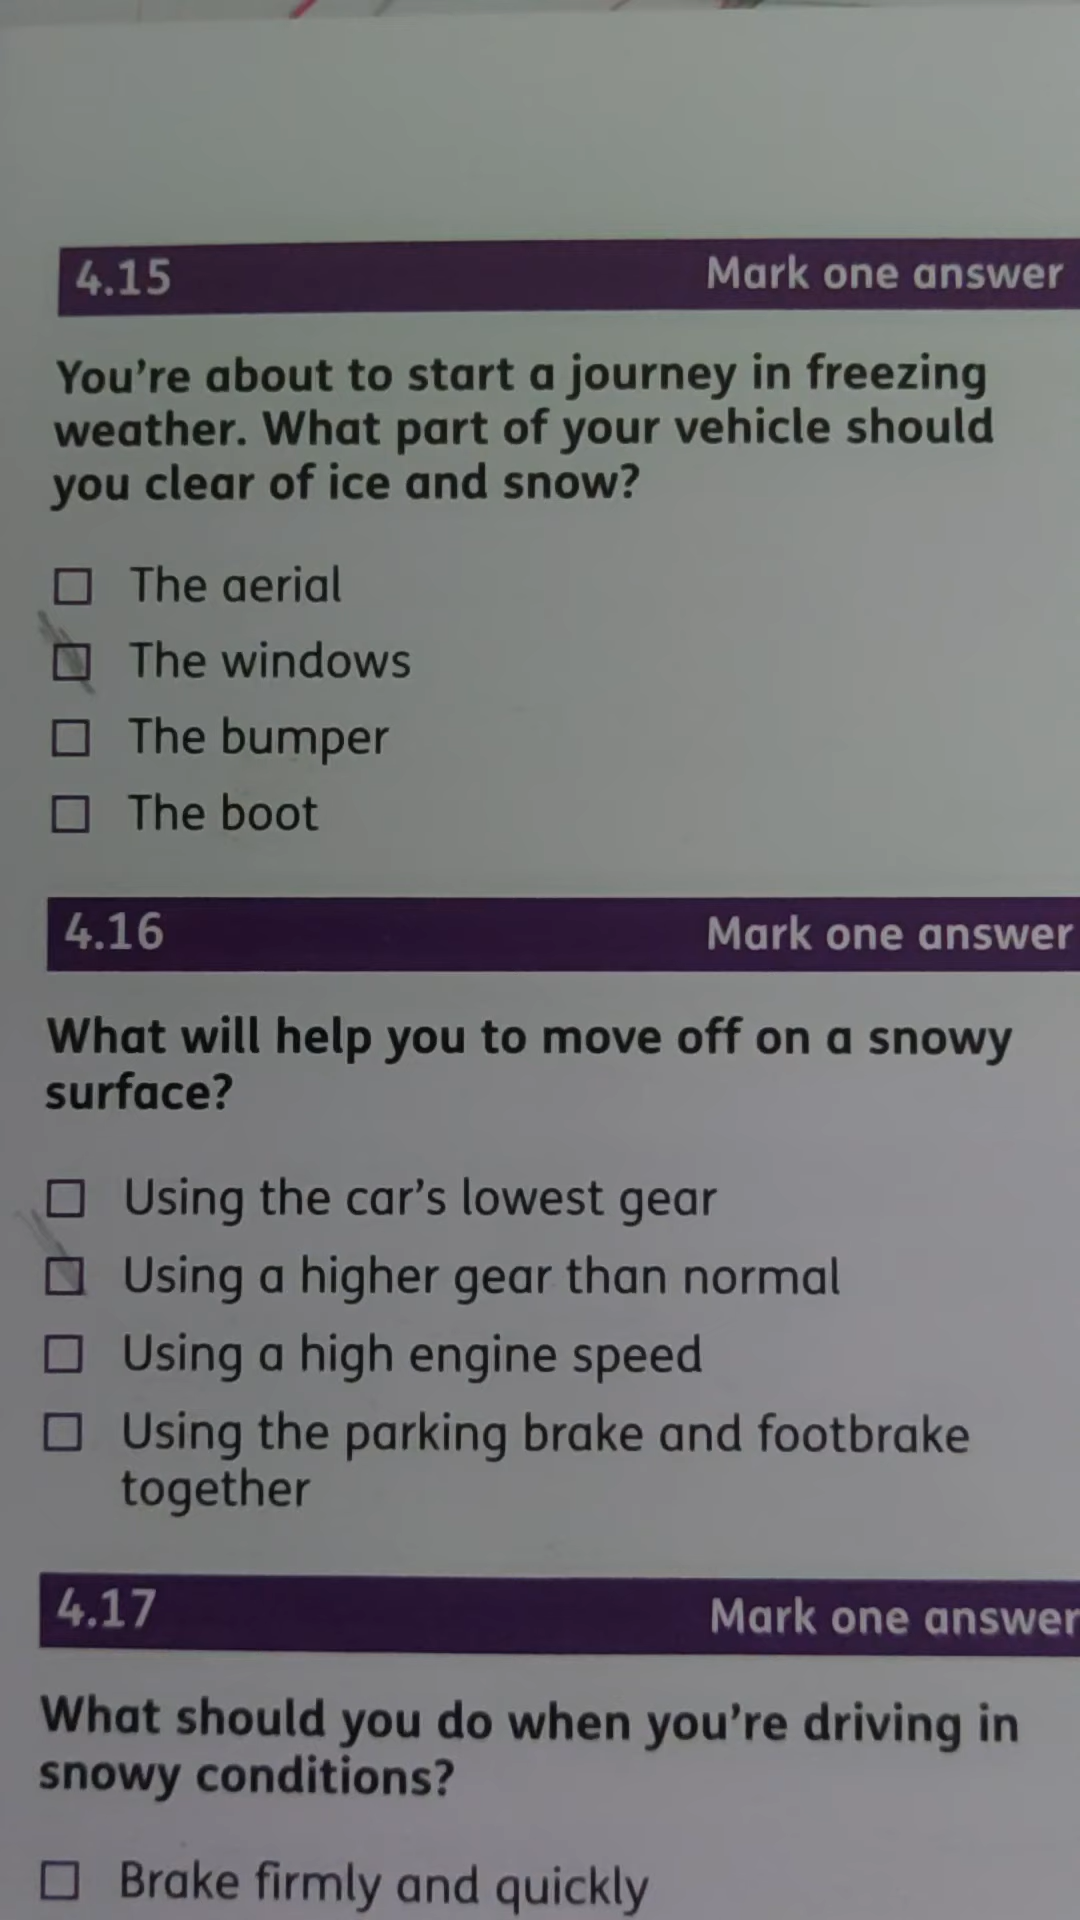 4.15 Mark one answer
You're about to start a journey in freezing
weather. What part of your vehicle should
you clear of ice and snow?
The aerial
The windows
The bumper
The boot
4.16 Mark one answer
What will help you to move off on a snowy
surface?
Using the car's lowest gear
Using a higher gear than normal
Using a high engine speed
Using the parking brake and footbrake
together
4.17 Mark one answer
What should you do when you're driving in
snowy conditions?
Brake firmly and quickly